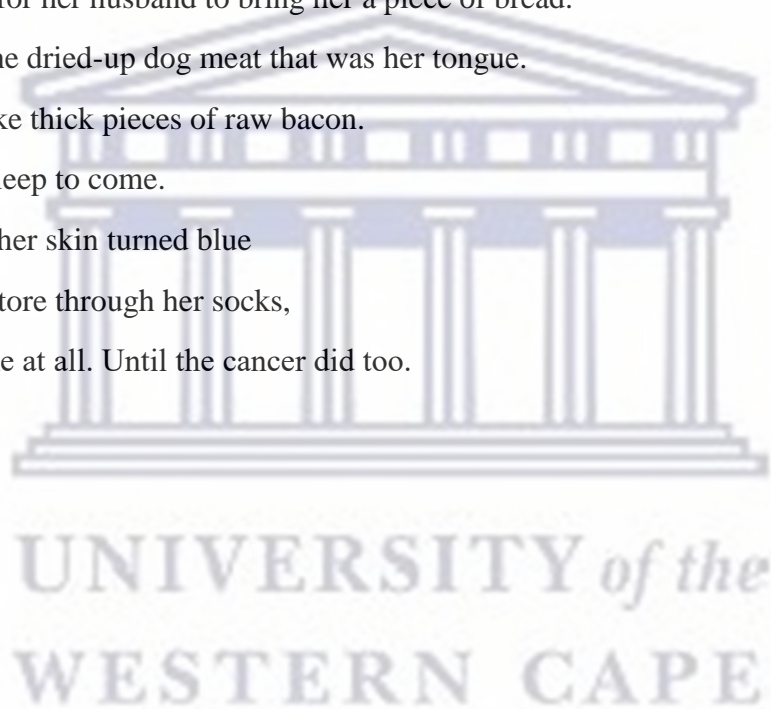 for her husband to bring her a piece of bread.
he dried-up dog meat that was her tongue.
ke thick pieces of raw bacon.
leep to come.
her skin turned blue
tore through her socks,
e at all. Until the cancer did too.
UNIVERSITY of the
WESTERN CAPE